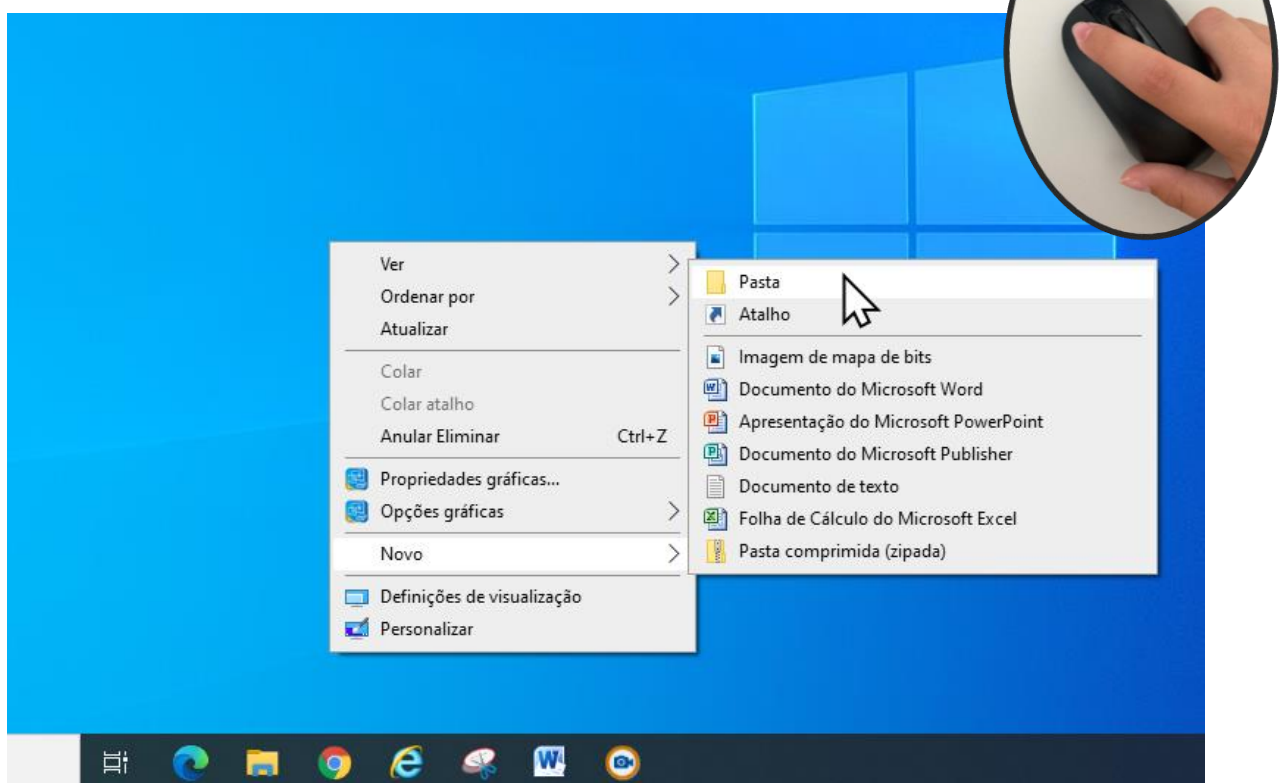 Ver
Ordenar por
Atualizar
Colar
Colar atalho
Anular Eliminar Ctrl+Z
Propriedades gráficas...
Opções gráficas
Novo
Definições de visualização
Personalizar
Pasta
Atalho
Imagem de mapa de bits
Documento do Microsoft Word
Apresentação do Microsoft PowerPoint
Documento do Microsoft Publisher
Documento de texto
Folha de Cálculo do Microsoft Excel
Pasta comprimida (zipada)